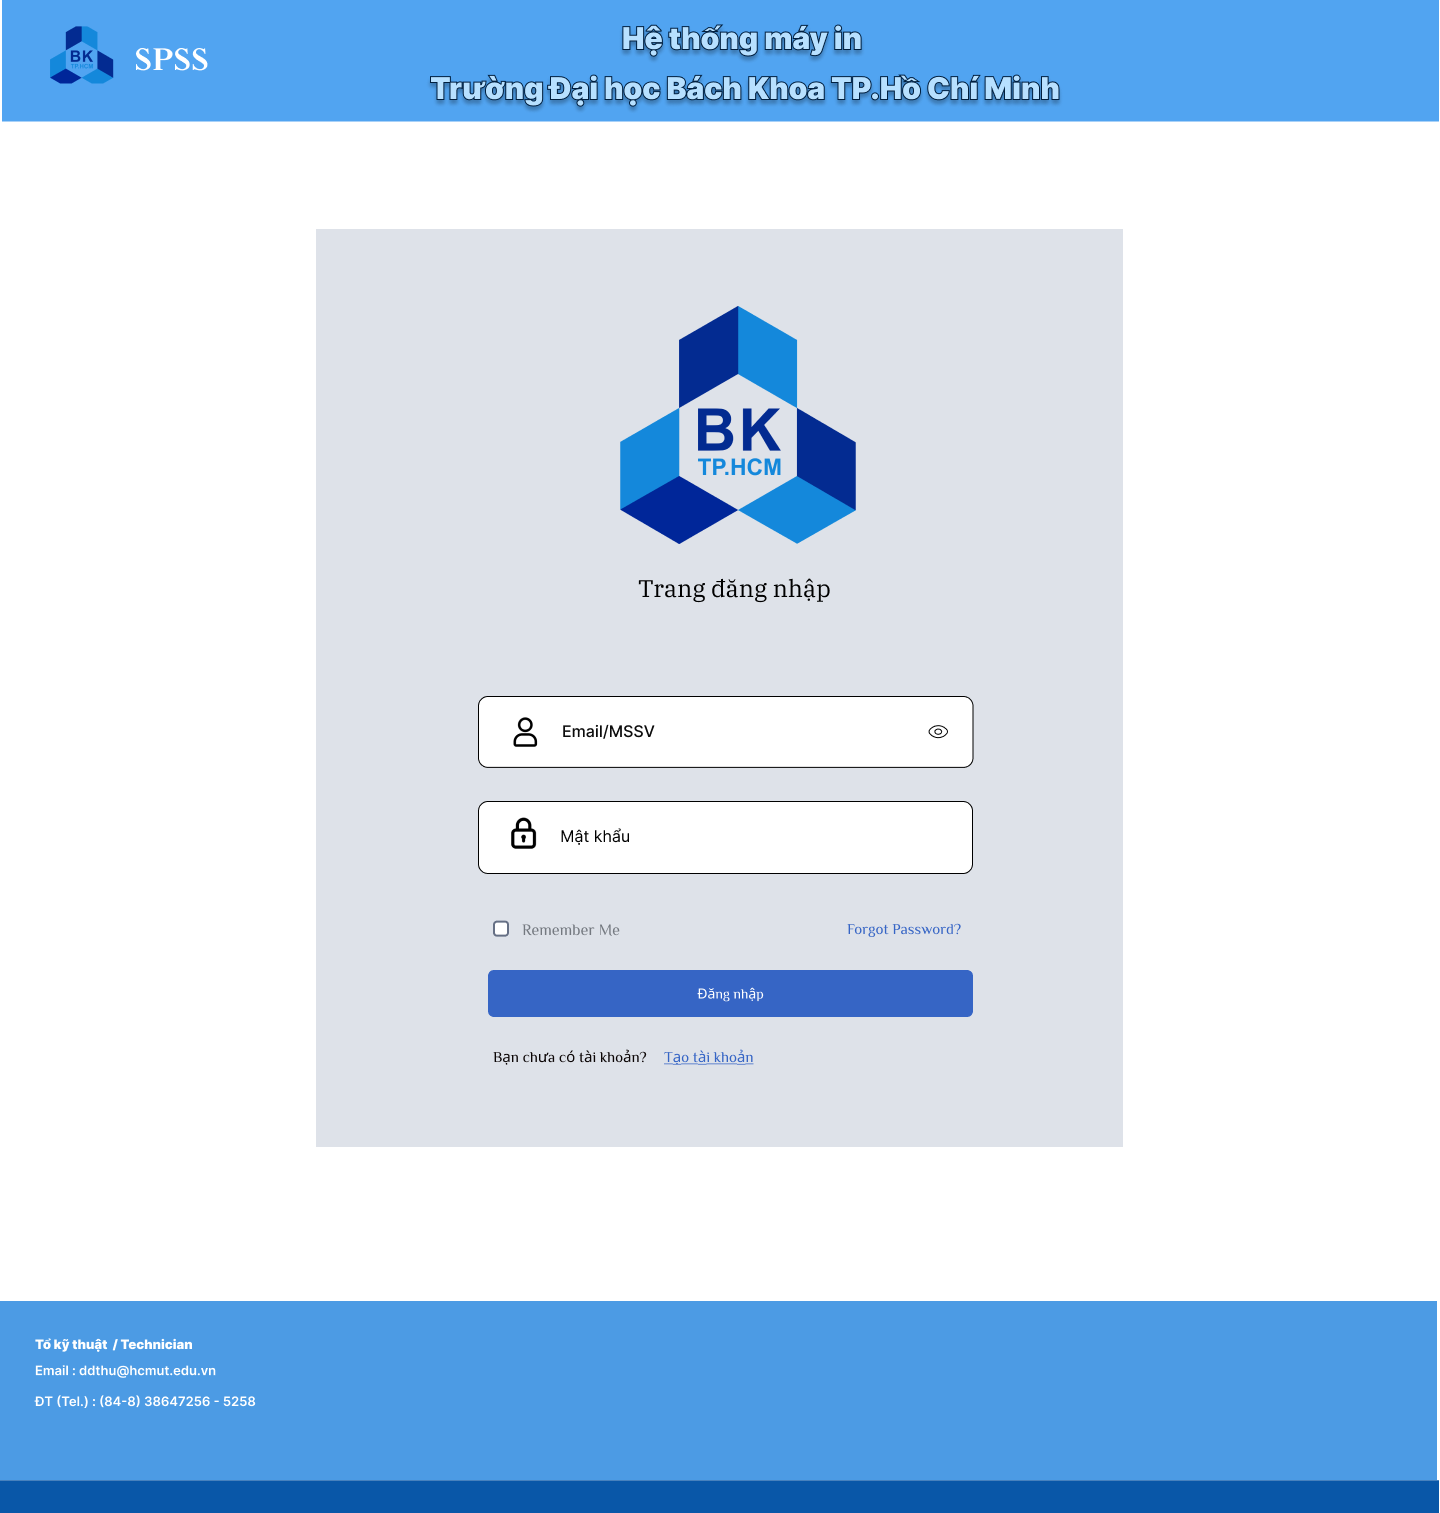 BK
TP.HCM
SPSS
Hệ thống máy in
Trường Đại học Bách Khoa TP.Hồ Chí Minh
BK
TP.HCM
Trang đăng nhập
Email/MSSV
Mật khẩu
Remember Me
Forgot Password?
Đăng nhập
Bạn chưa có tài khoản? Tạo tài khoản
Tổ kỹ thuật / Technician
Email : ddthu@hcmut.edu.vn
ĐT (Tel.) : (84-8) 38647256 - 5258